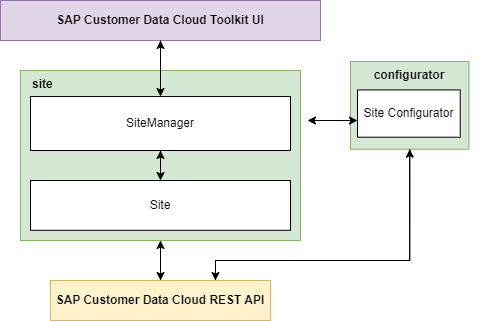 SAP Customer Data Cloud Toolkit UI
site
configurator
SiteManager
Site Configurator
Site
SAP Customer Data Cloud REST API